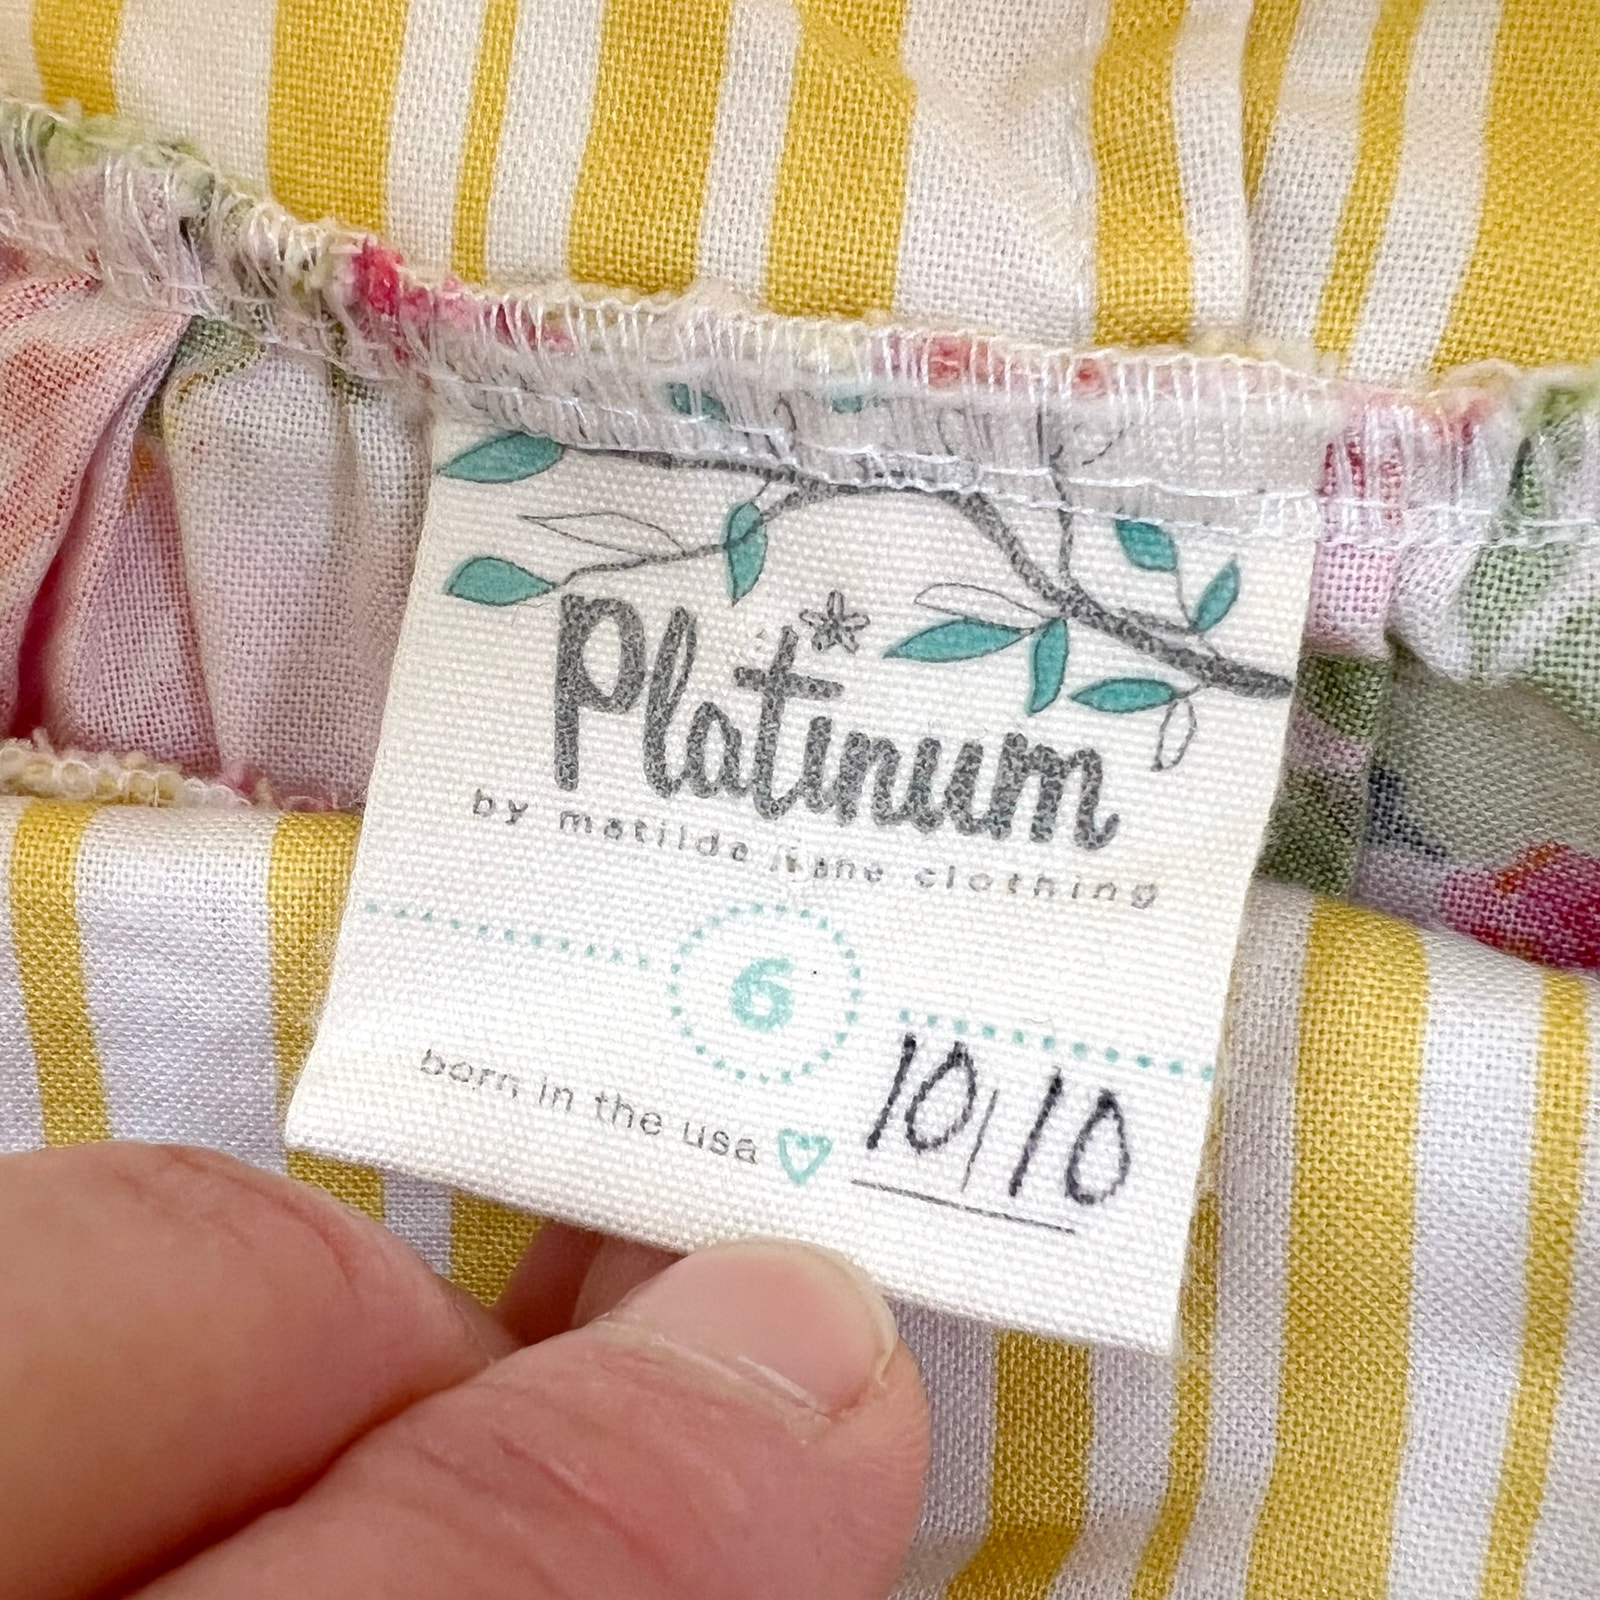 Platinum
by matilda jane clothing
6
born in the usa
10/10